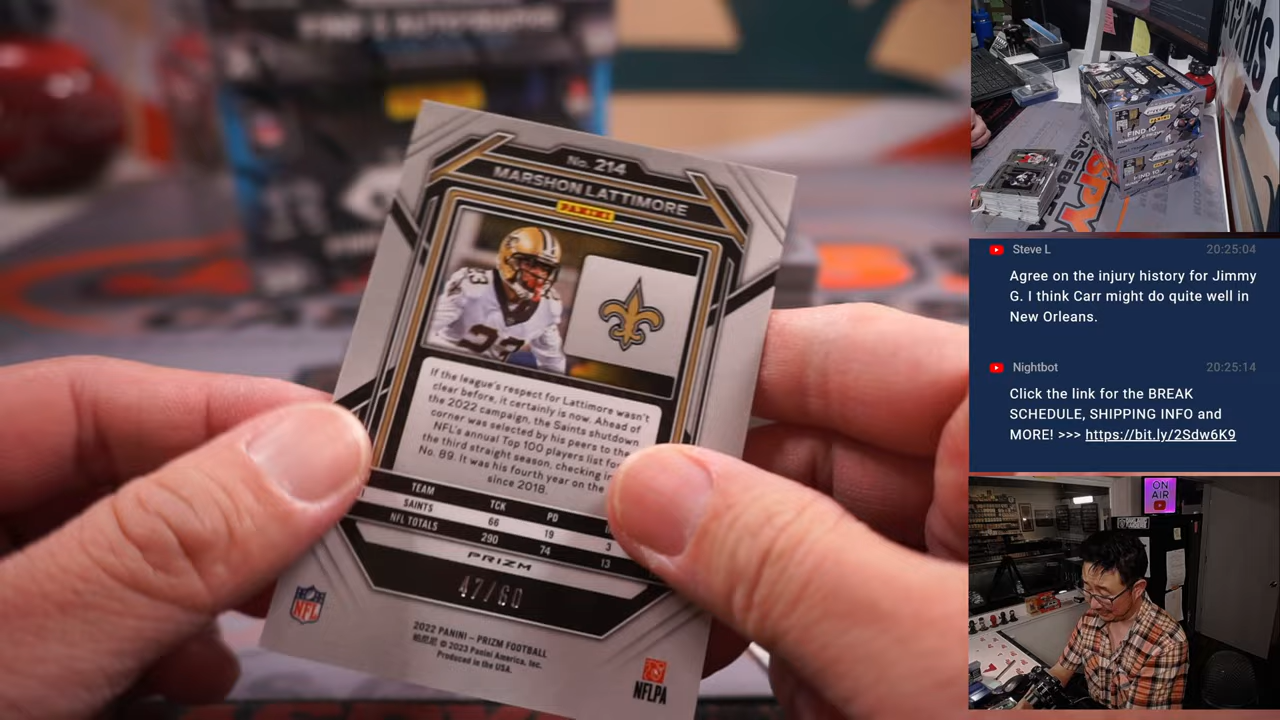 No. 214
MARSHON LATTIMORE
PANINI
23
23
If the league's respect for Lattimore wasn't
clear before, it certainly is now. Ahead of
the 2022 campaign, the Saints shutdown
corner was selected by his peers to the
NFL's annual Top 100 players list for
the third straight season, checking in
No. 89. It was his fourth year on the
since 2018.
TEAM TCK PD
SAINTS 66 19 3
NFL TOTALS 290 74 13
PRIZM
47/60
NFL
2022 PANINI – PRIZM FOOTBALL
© 2023 Panini America, Inc.
Produced in the USA.
NFLPA
FIND 10
Steve L 20:25:04
Agree on the injury history for Jimmy
G. I think Carr might do quite well in
New Orleans.
Nightbot 20:25:14
Click the link for the BREAK
SCHEDULE, SHIPPING INFO and
MORE! >>> https://bit.ly/2Sdw6K9
ON
AIR